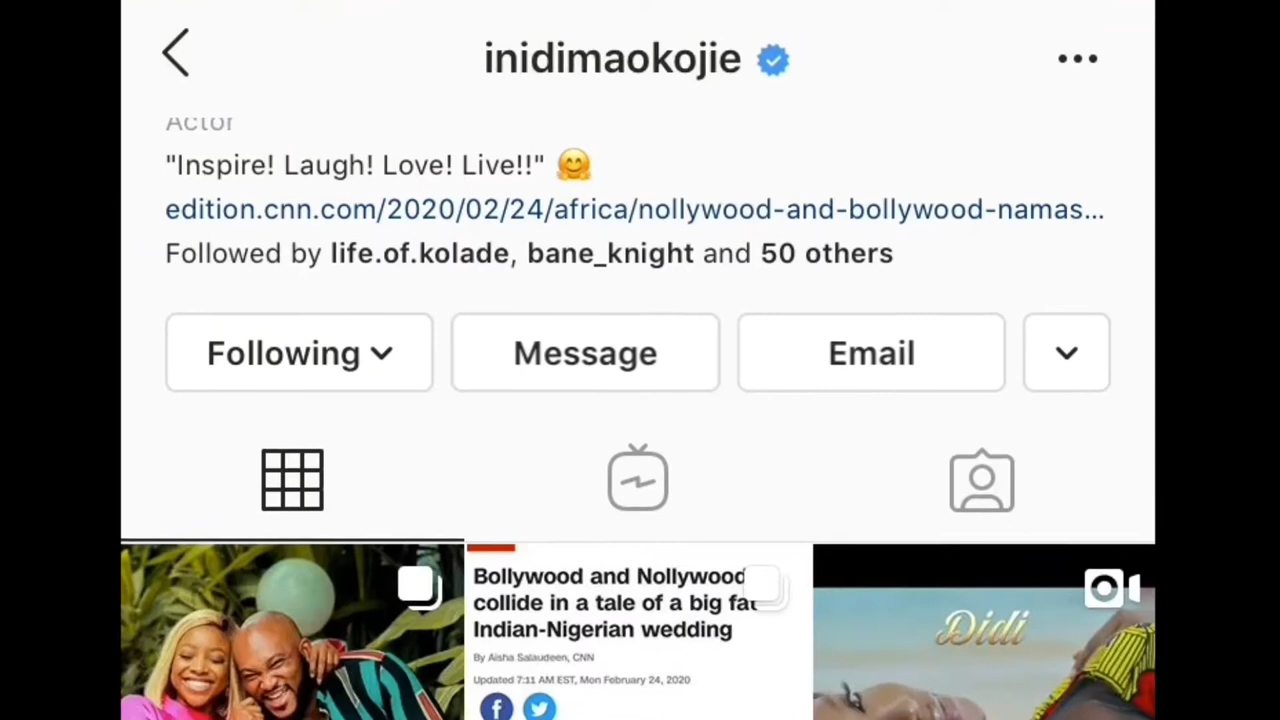 inidimaokojie
Actor
"Inspire! Laugh! Love! Live!!"
edition.cnn.com/2020/02/24/africa/nollywood-and-bollywood-namas...
Followed by life.of.kolade, bane_knight and 50 others
Following
Message
Email
Bollywood and Nollywood
collide in a tale of a big fat
Indian-Nigerian wedding
By Aisha Salaudeen, CNN
Updated 7:11 AM EST, Mon February 24, 2020
Didi